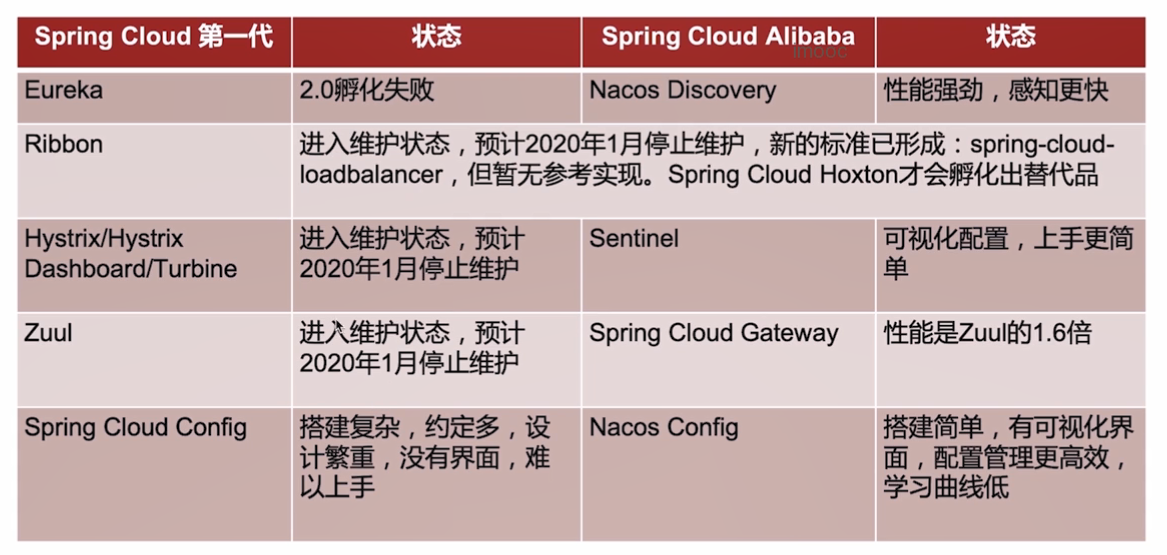 Spring Cloud 第一代
状态
Spring Cloud Alibaba
状态
imooc
Eureka
2.0孵化失败
Nacos Discovery
性能强劲，感知更快
Ribbon
进入维护状态，预计2020年1月停止维护，新的标准已形成：spring-cloud-
loadbalancer，但暂无参考实现。Spring Cloud Hoxton才会孵化出替代品
Hystrix/Hystrix
Dashboard/Turbine
进入维护状态，预计
2020年1月停止维护
Sentinel
可视化配置，上手更简
单
Zuul
进入维护状态，预计
2020年1月停止维护
Spring Cloud Gateway
性能是Zuul的1.6倍
Spring Cloud Config
搭建复杂，约定多，设
计繁重，没有界面，难
以上手
Nacos Config
搭建简单，有可视化界
面，配置管理更高效，
学习曲线低